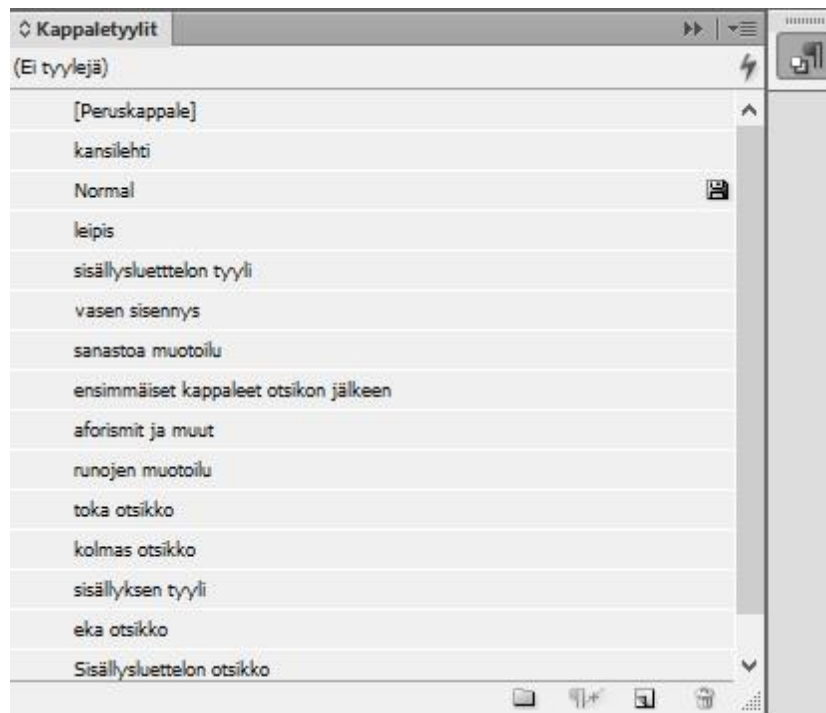 Kappaletyylit
(Ei tyylejä)
[Peruskappale]
kansilehti
Normal
leipis
sisällysluetttelon tyyli
vasen sisennys
sanastoa muotoilu
ensimmäiset kappaleet otsikon jälkeen
aforismit ja muut
runojen muotoilu
toka otsikko
kolmas otsikko
sisällyksen tyyli
eka otsikko
Sisällysluettelon otsikko